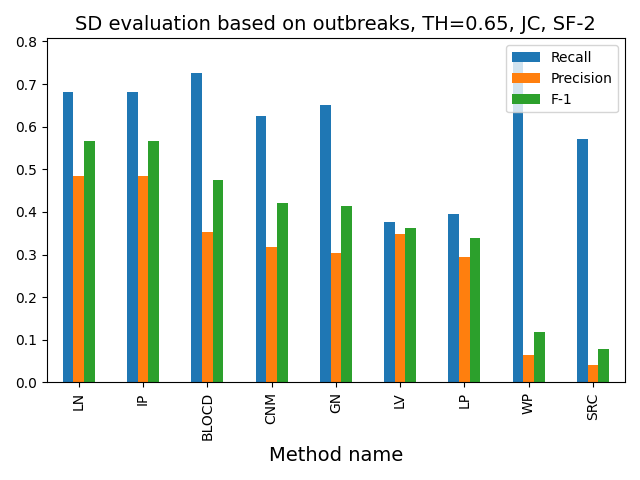 SD evaluation based on outbreaks, TH=0.65, JC, SF-2
0.8
0.7
0.6
0.5
0.4
0.3
0.2
0.1
0.0
Recall
Precision
F-1
LN
IP
BLOCD
CNM
GN
LV
LP
WP
SRC
Method name